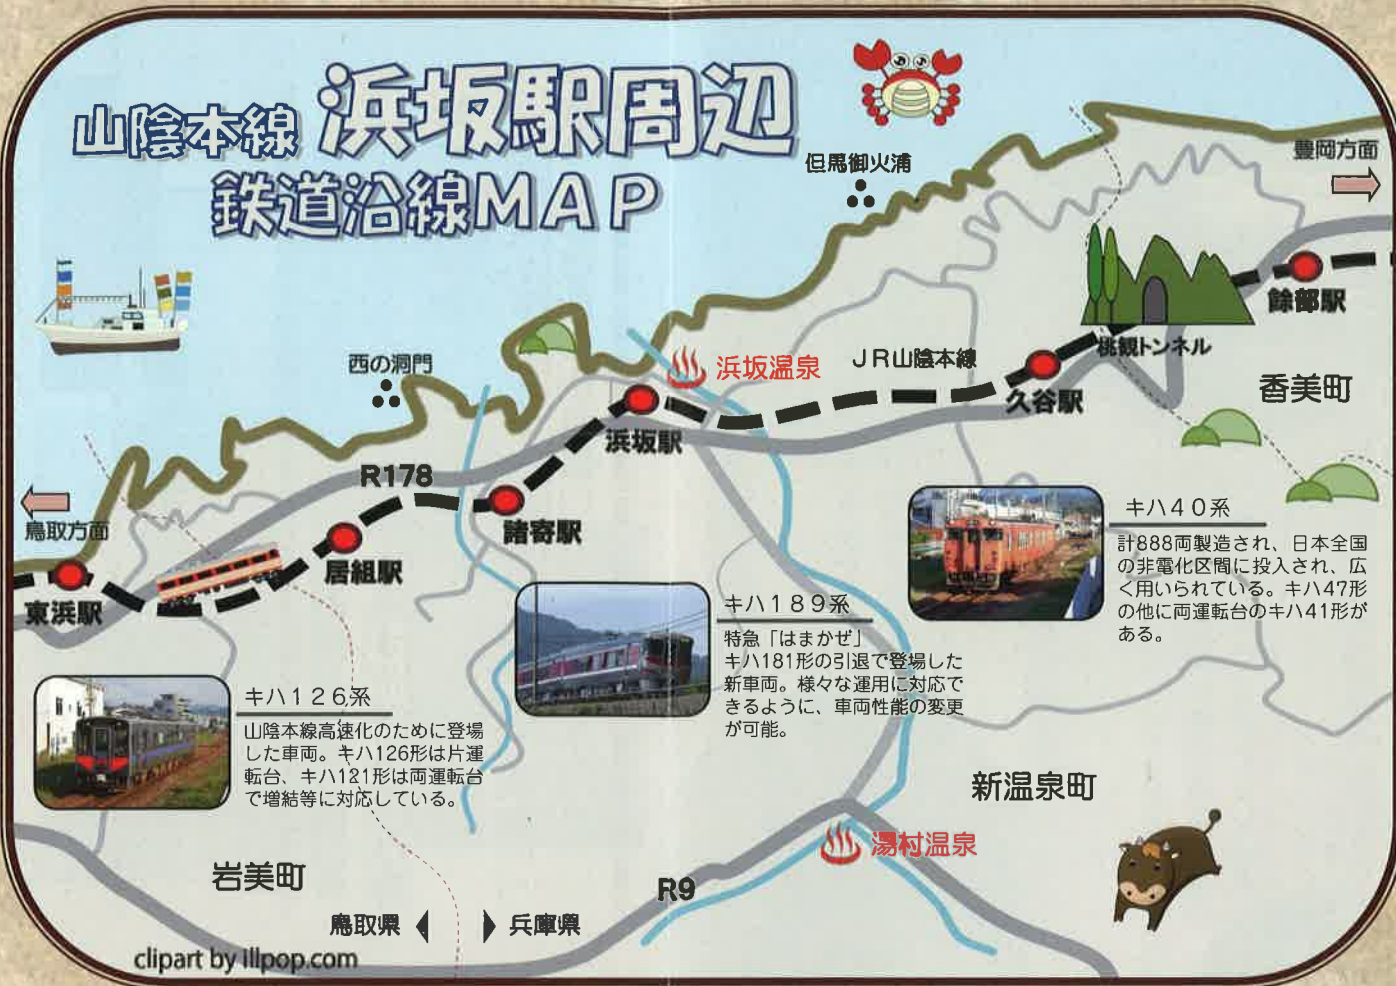 山陰本線 浜坂駅周辺
鉄道沿線MAP
但馬御火浦
豊岡方面
餘部駅
桃観トンネル
香美町
JR山陰本線
久谷駅
浜坂温泉
浜坂駅
西の洞門
R178
諸寄駅
居組駅
鳥取方面
東浜駅
キハ40系
計888両製造され、日本全国
の非電化区間に投入され、広
く用いられている。キハ47形
の他に両運転台のキハ41形が
ある。
キハ189系
特急「はまかぜ」
キハ181形の引退で登場した
新車両。様々な運用に対応で
きるように、車両性能の変更
が可能。
キハ126系
山陰本線高速化のために登場
した車両。キハ126形は片運
転台、キハ121形は両運転台
で増結等に対応している。
新温泉町
湯村温泉
岩美町
R9
鳥取県
兵庫県
clipart by illpop.com